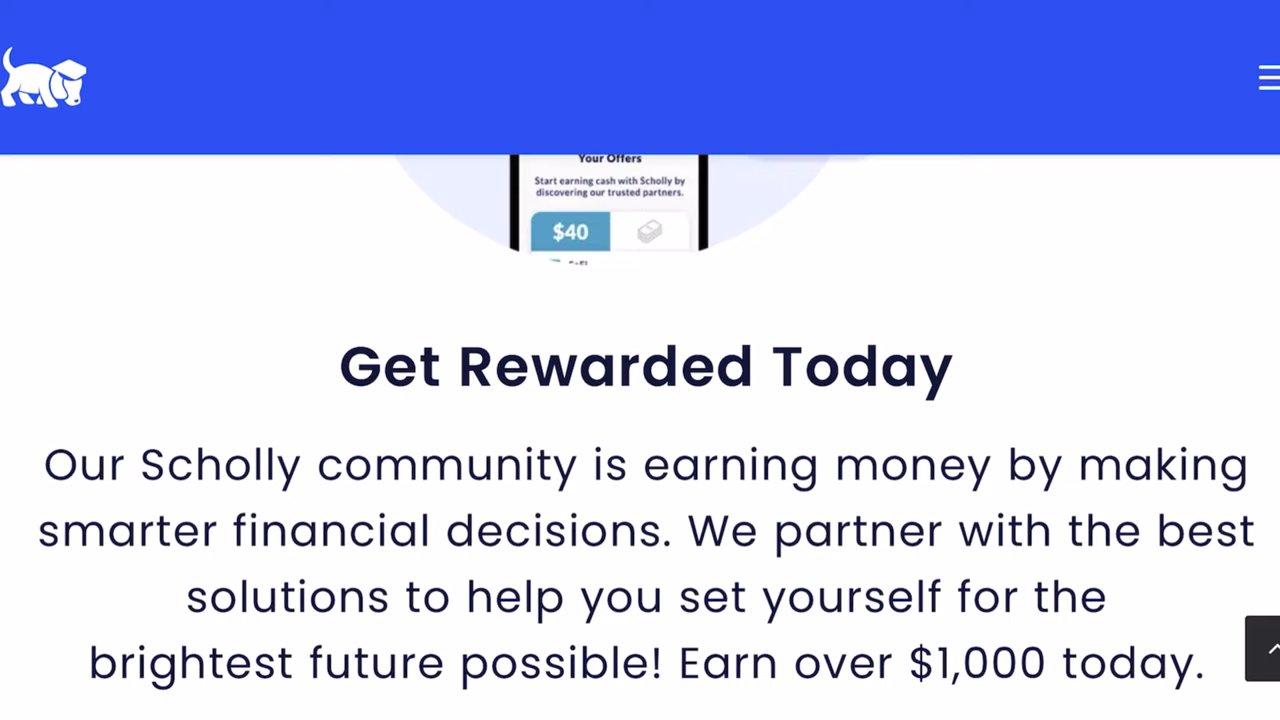 Your Offers
Start earning cash with Scholly by
discovering our trusted partners.
$40
Get Rewarded Today
Our Scholly community is earning money by making
smarter financial decisions. We partner with the best
solutions to help you set yourself for the
brightest future possible! Earn over $1,000 today.